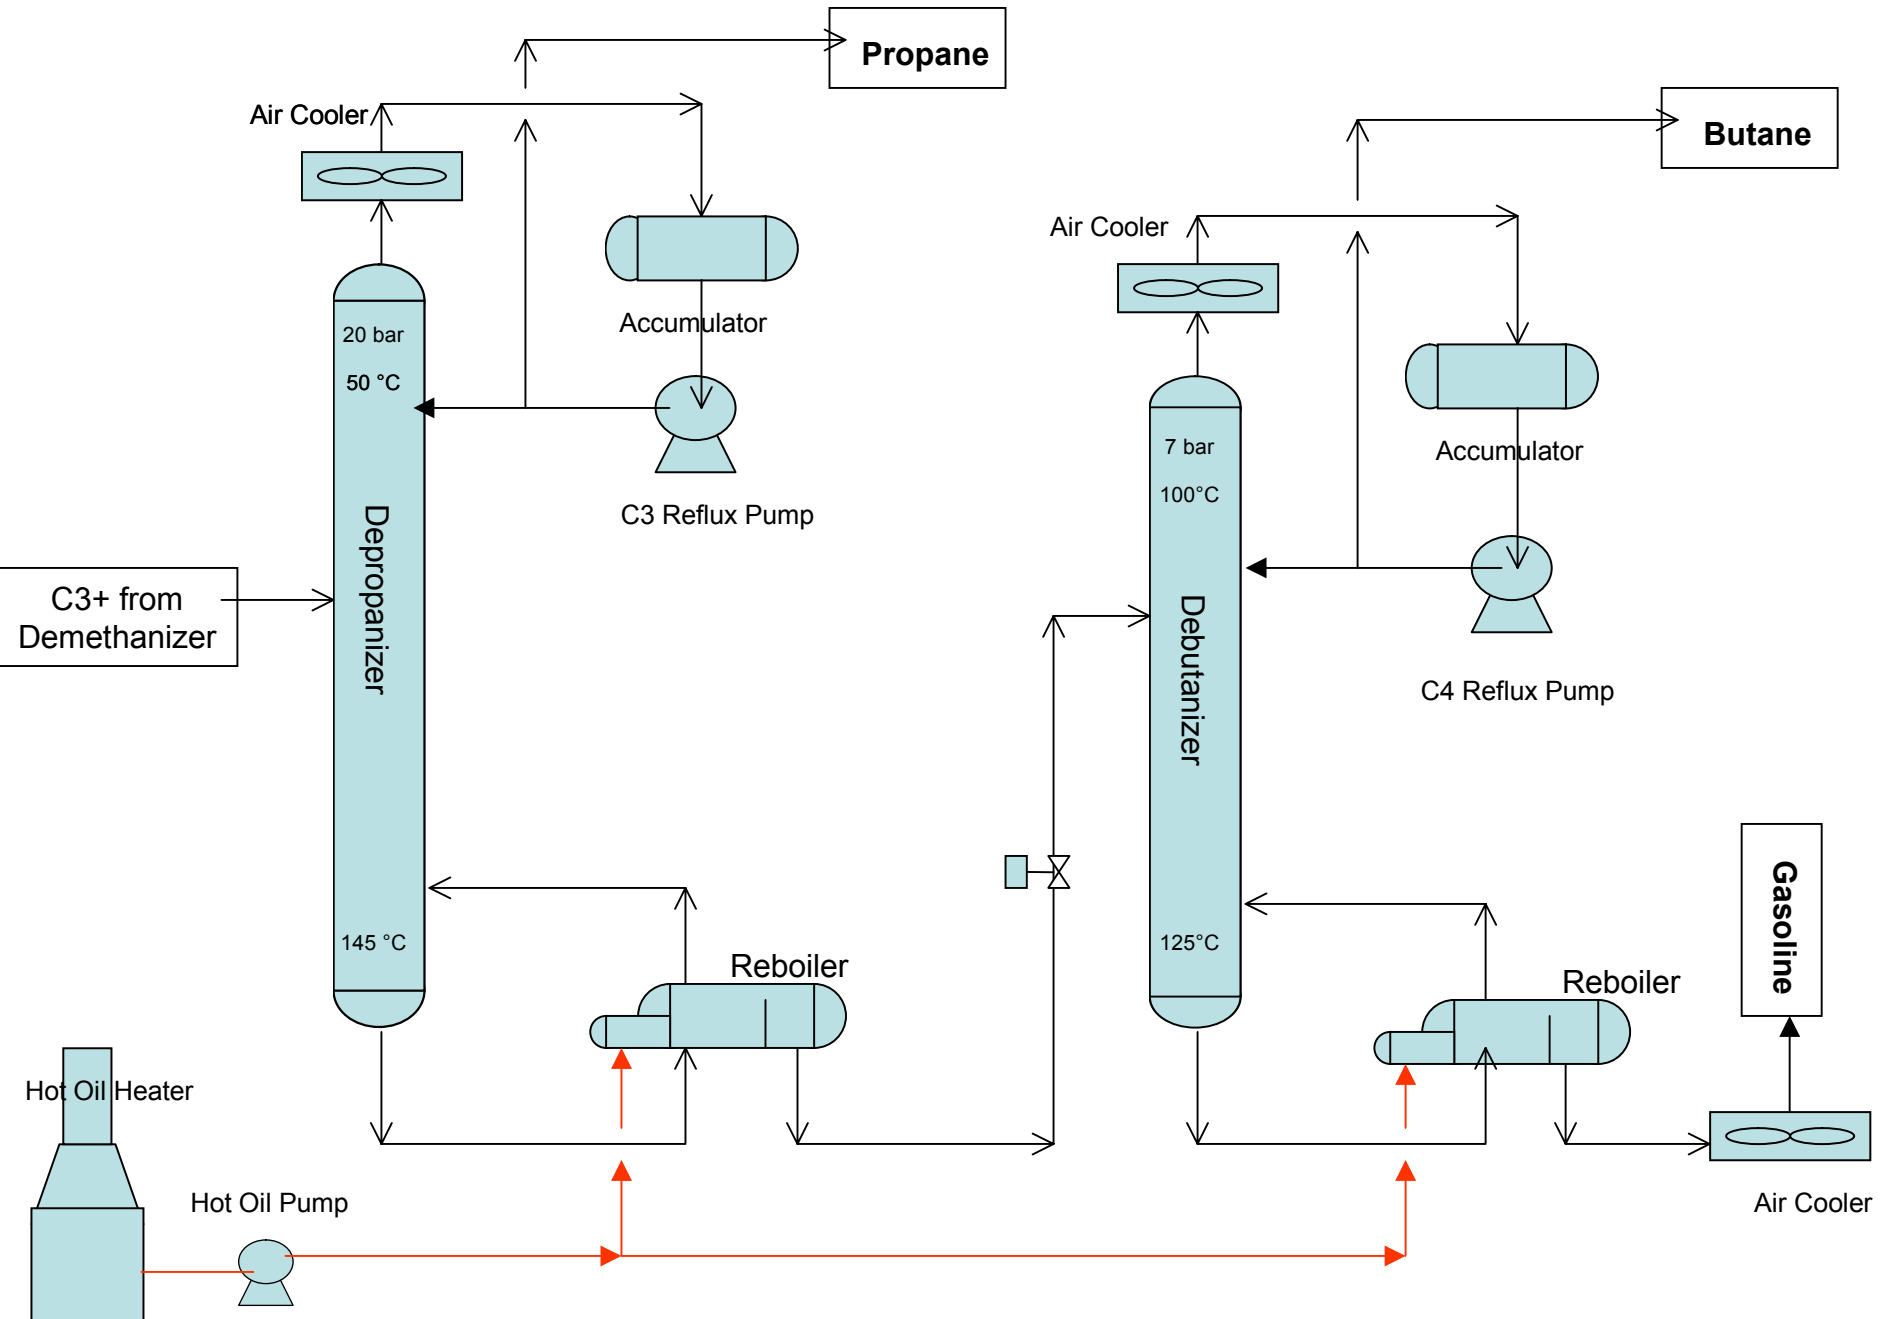 Propane
Air Cooler
Butane
Air Cooler
20 bar
50 °C
Accumulator
7 bar
100°C
Accumulator
C3 Reflux Pump
Depropanizer
C3+ from
Demethanizer
Debutanizer
C4 Reflux Pump
145 °C
Reboiler
125°C
Reboiler
Gasoline
Hot Oil Heater
Hot Oil Pump
Air Cooler